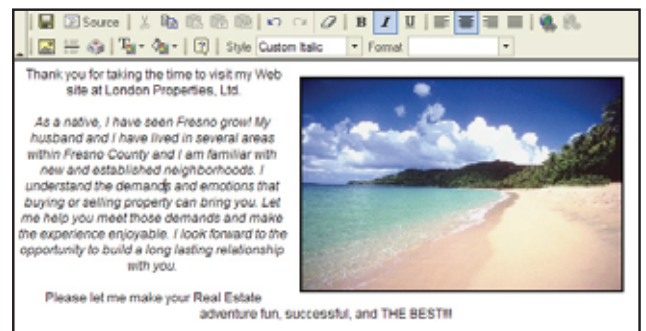 Source B I U
Style Custom Italic Format
Thank you for taking the time to visit my Web
site at London Properties, Ltd.
As a native, I have seen Fresno grow! My
husband and I have lived in several areas
within Fresno County and I am familiar with
new and established neighborhoods. I
understand the demands and emotions that
buying or selling property can bring you. Let
me help you meet those demands and make
the experience enjoyable. I look forward to the
opportunity to build a long lasting relationship
with you.
Please let me make your Real Estate
adventure fun, successful, and THE BEST!!!